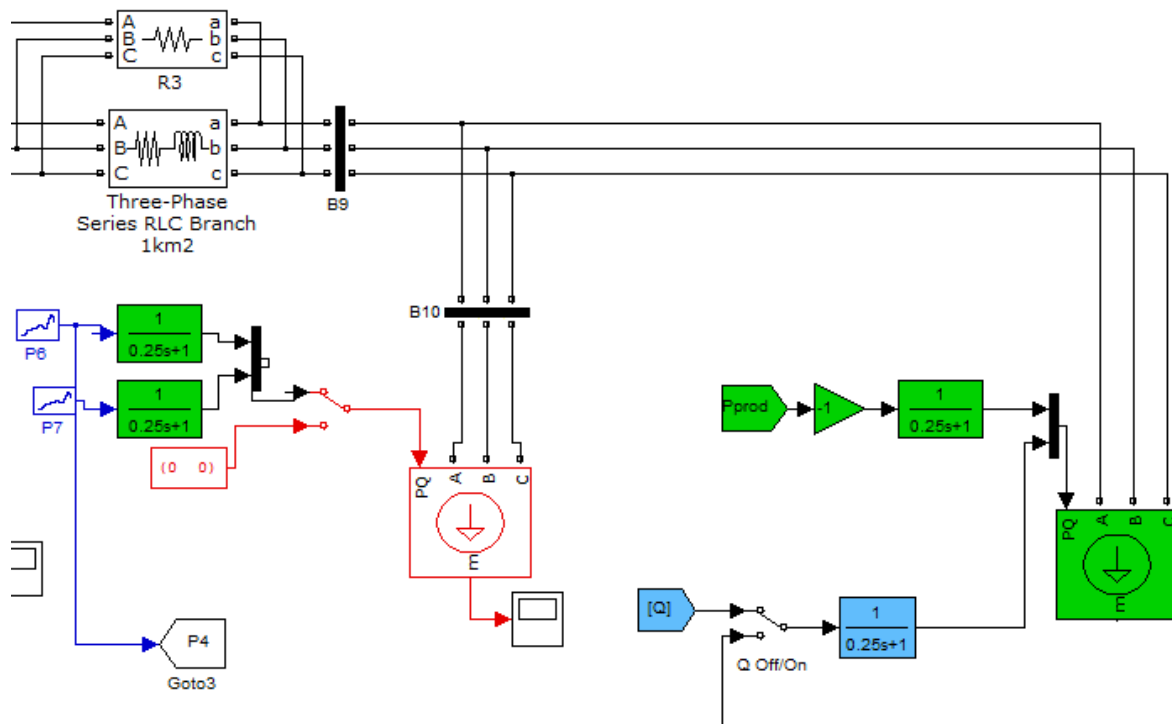 A
B
C
a
b
c
R3
A
B
C
a
b
c
Three-Phase
Series RLC Branch
1km2
B9
B10
P6
1
0.25s+1
P7
1
0.25s+1
(0 0)
PQ
A
B
C
E
P4
Goto3
Pprod
-1
1
0.25s+1
[Q]
Q Off/On
1
0.25s+1
PQ
A
B
C
E